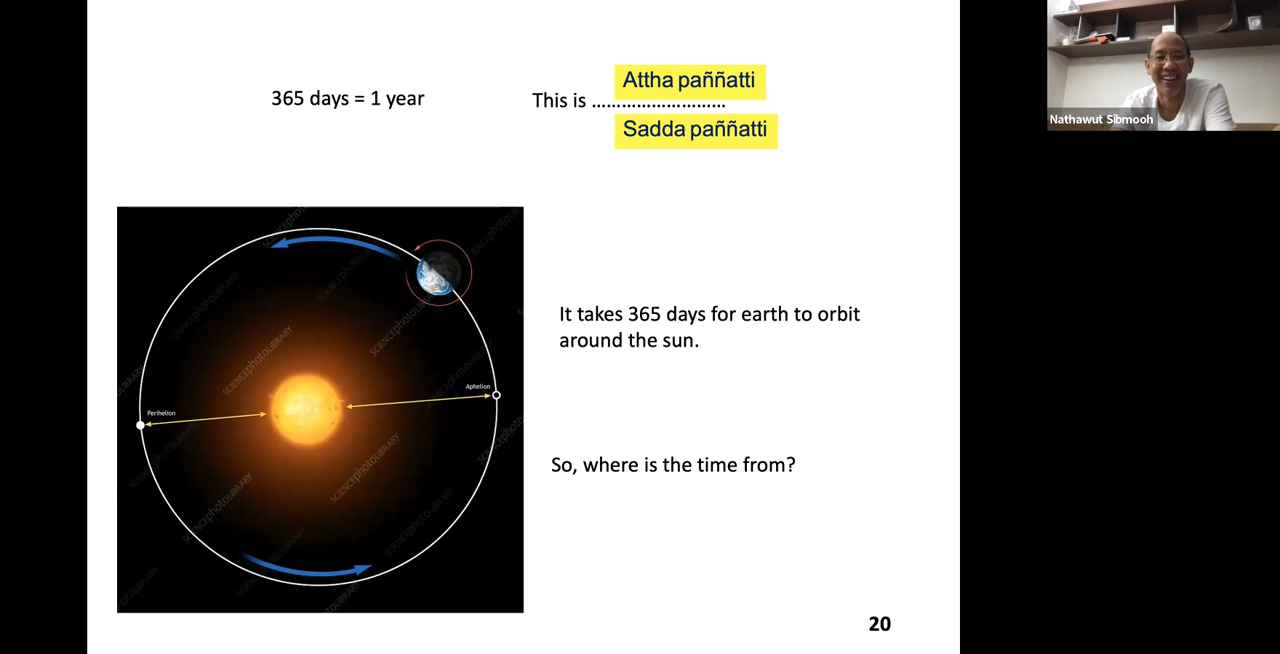 365 days = 1 year
This is ...........................
Attha paññatti
Sadda paññatti
Nathawut Sibmooh
SCIENCEphotoLIBRARY
Aphelion
Perihelion
It takes 365 days for earth to orbit
around the sun.
So, where is the time from?
20